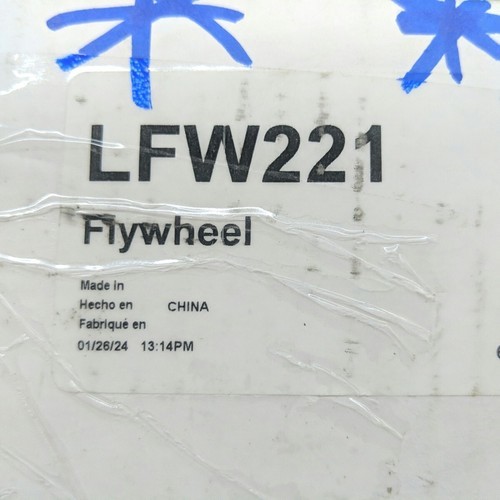 LFW221
Flywheel
Made in
Hecho en CHINA
Fabriqué en
01/26/24 13:14PM